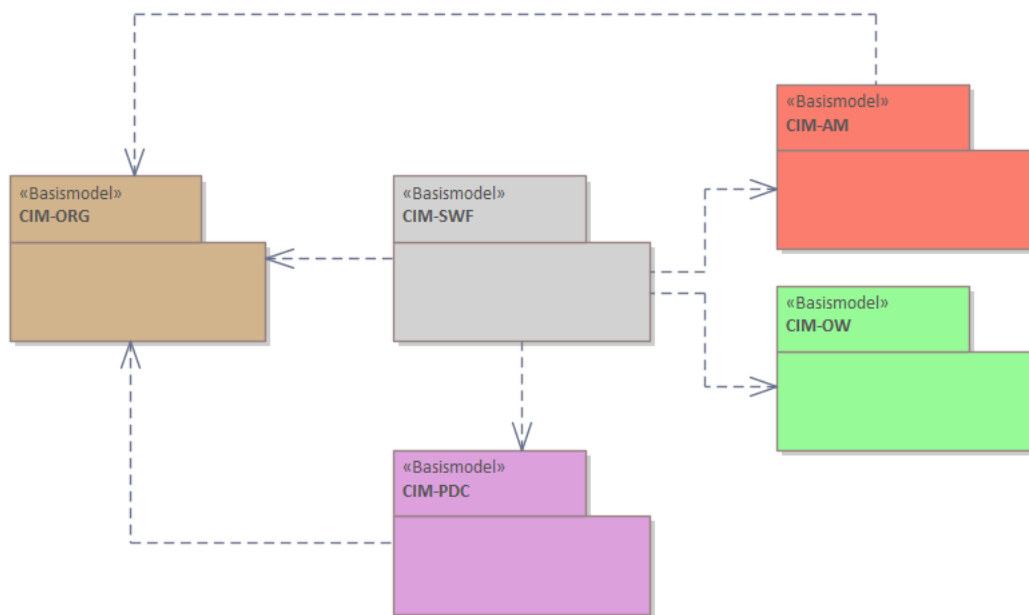 «Basismodel»
CIM-AM
«Basismodel»
CIM-ORG
«Basismodel»
CIM-SWF
«Basismodel»
CIM-OW
«Basismodel»
CIM-PDC